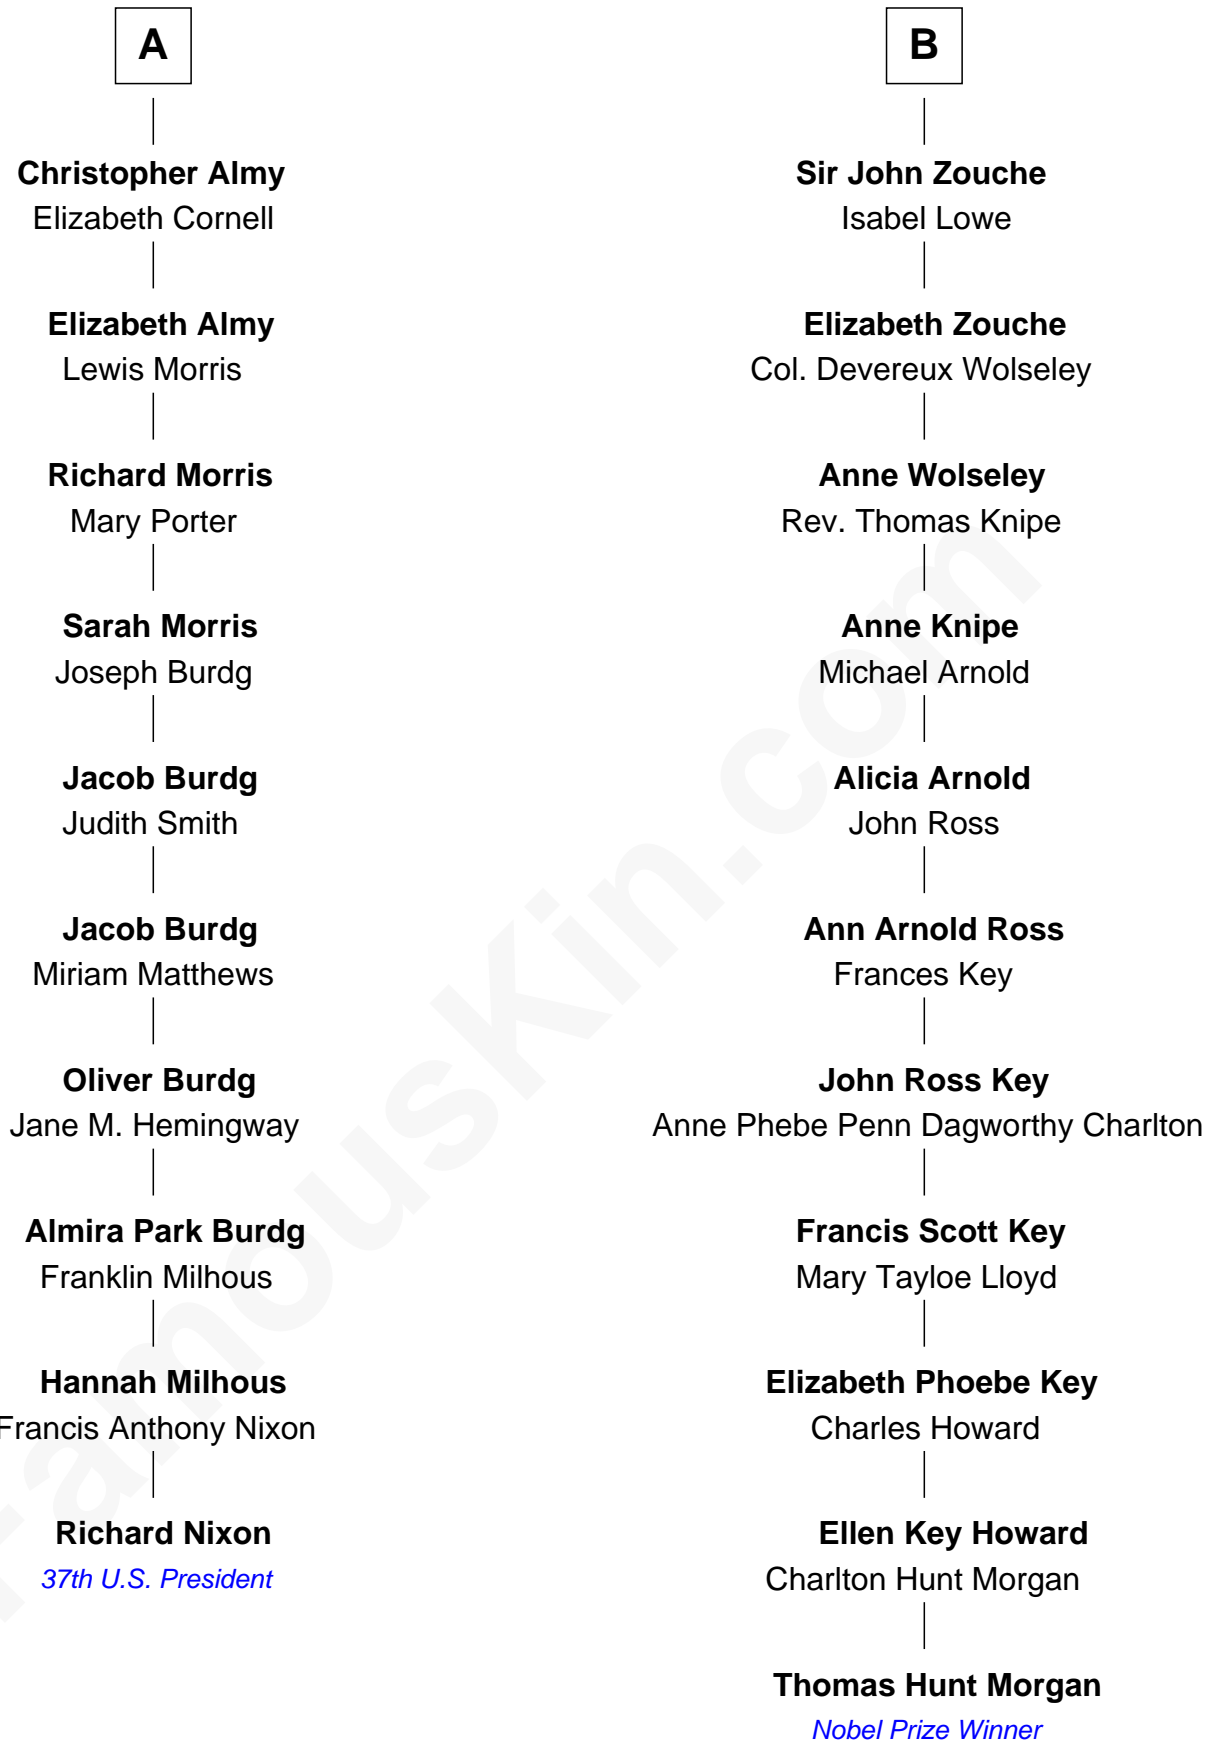 A
Christopher Almy
Elizabeth Cornell
Elizabeth Almy
Lewis Morris
Richard Morris
Mary Porter
Sarah Morris
Joseph Burdg
Jacob Burdg
Judith Smith
Jacob Burdg
Miriam Matthews
Oliver Burdg
Jane M. Hemingway
Almira Park Burdg
Franklin Milhous
Hannah Milhous
Francis Anthony Nixon
Richard Nixon
37th U.S. President
B
Sir John Zouche
Isabel Lowe
Elizabeth Zouche
Col. Devereux Wolseley
Anne Wolseley
Rev. Thomas Knipe
Anne Knipe
Michael Arnold
Alicia Arnold
John Ross
Ann Arnold Ross
Frances Key
John Ross Key
Anne Phebe Penn Dagworthy Charlton
Francis Scott Key
Mary Tayloe Lloyd
Elizabeth Phoebe Key
Charles Howard
Ellen Key Howard
Charlton Hunt Morgan
Thomas Hunt Morgan
Nobel Prize Winner
FamousKin.com